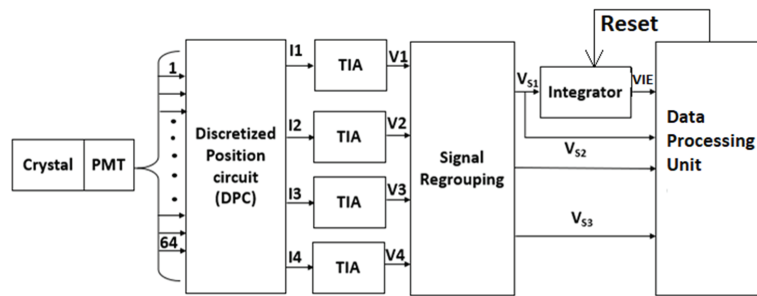 Reset
I1
V1
1
TIA
VS1
VIE
Integrator
Data
Processing
Unit
Discretized
Position
circuit
(DPC)
I2
V2
TIA
Signal
Regrouping
VS2
Crystal
PMT
I3
V3
TIA
VS3
64
I4
V4
TIA